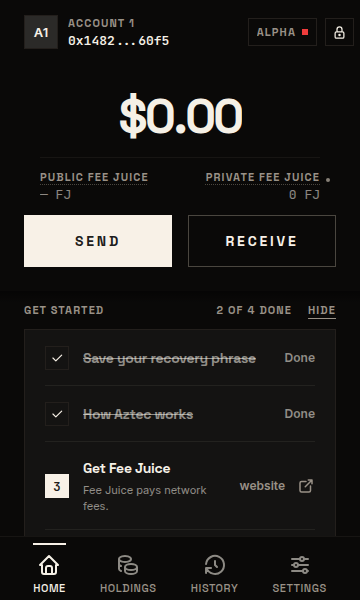 A1
ACCOUNT 1
0x1482...60f5
ALPHA
$0.00
PUBLIC FEE JUICE
— FJ
PRIVATE FEE JUICE
0 FJ
SEND
RECEIVE
GET STARTED
2 OF 4 DONE
HIDE
Save your recovery phrase
Done
How Aztec works
Done
3
Get Fee Juice
Fee Juice pays network
fees.
website
HOME
HOLDINGS
HISTORY
SETTINGS